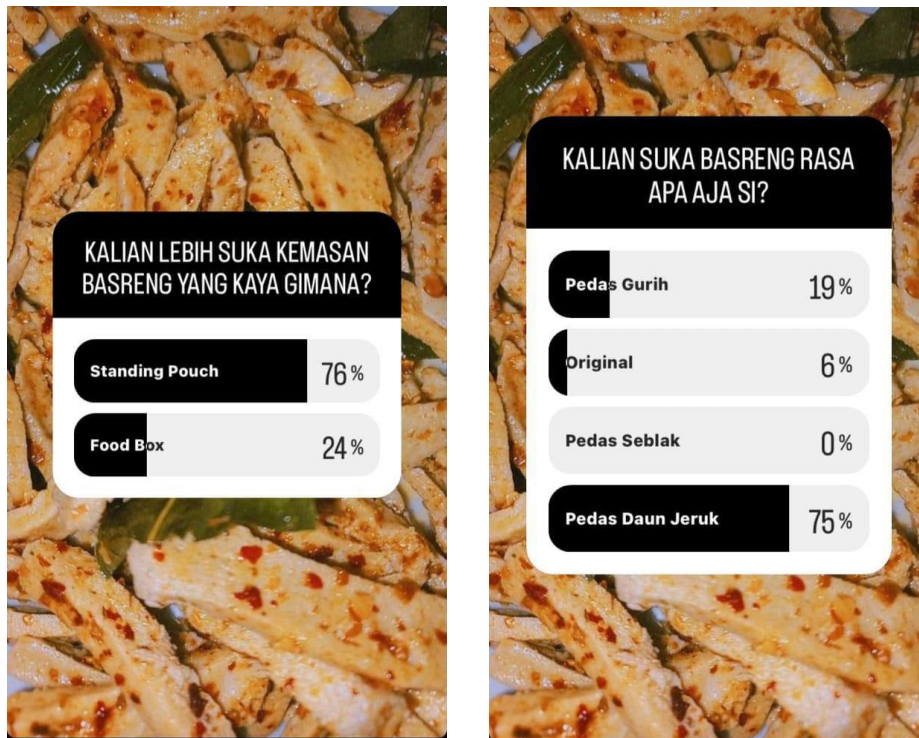 KALIAN LEBIH SUKA KEMASAN
BASRENG YANG KAYA GIMANA?
Standing Pouch 76%
Food Box 24%
KALIAN SUKA BASRENG RASA
APA AJA SI?
Pedas Gurih 19%
Original 6%
Pedas Seblak 0%
Pedas Daun Jeruk 75%